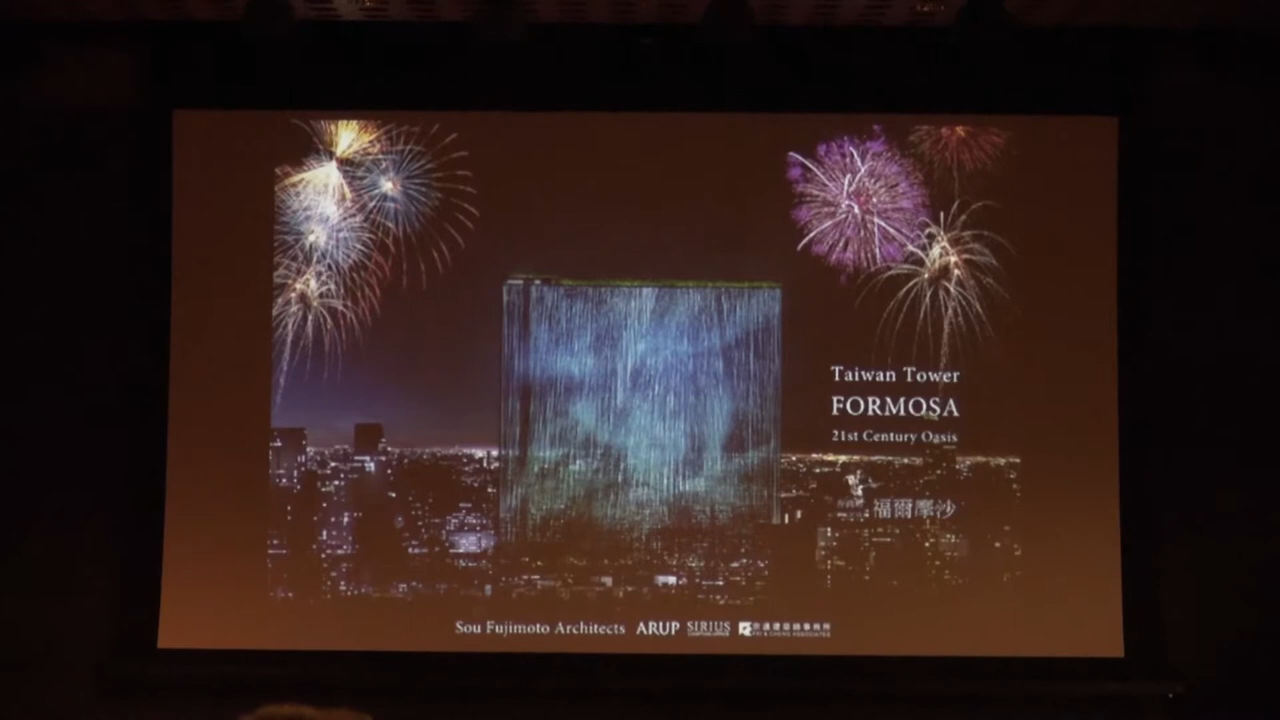 Taiwan Tower
FORMOSA
21st Century Oasis
福爾摩沙
Sou Fujimoto Architects ARUP SIRIUS